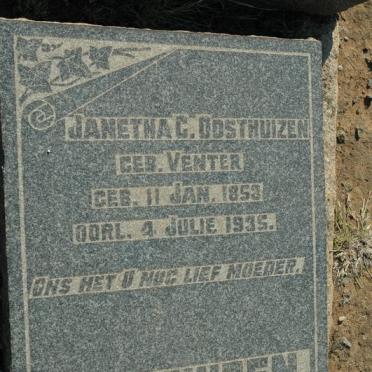 JANETHA C. OOSTHUIZEN
GEB. VENTER
GEB. 11 JAN. 1853
OORL. 4 JULIE 1935.
ONS HET U NOG LIEF MOEDER.